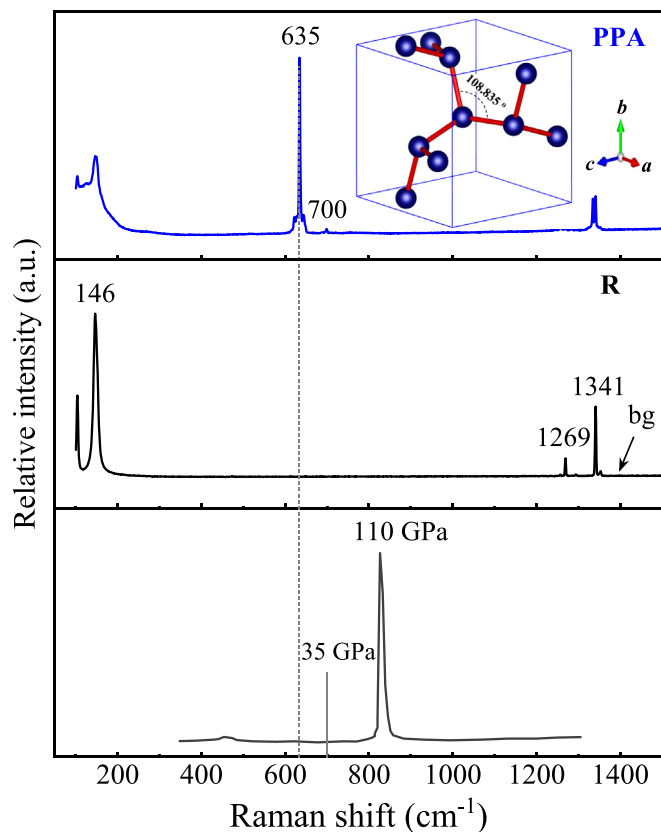 635
PPA
108.835 °
b
c
a
700
146
R
1341
1269
bg
110 GPa
35 GPa
200
400
600
800
1000
1200
1400
Raman shift (cm-1)
Relative intensity (a.u.)